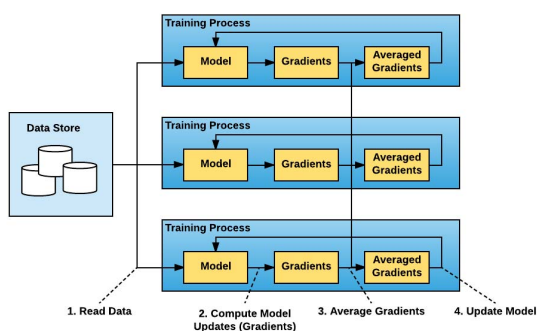 Training Process
Model
Gradients
Averaged
Gradients
Data Store
Training Process
Model
Gradients
Averaged
Gradients
Training Process
Model
Gradients
Averaged
Gradients
1. Read Data
2. Compute Model
Updates (Gradients)
3. Average Gradients
4. Update Model